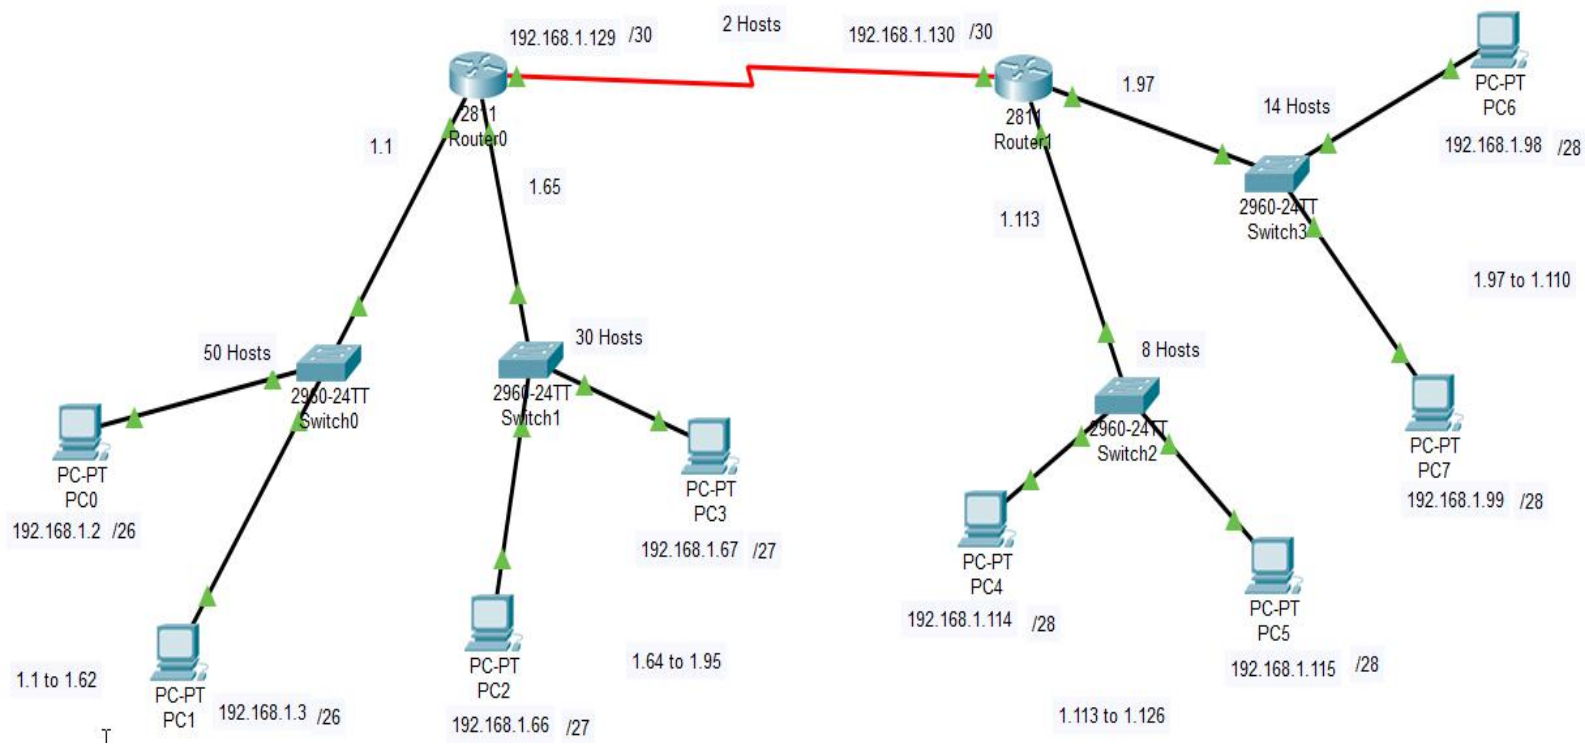 192.168.1.129 /30
2 Hosts
192.168.1.130 /30
2811
Router0
2811
Router1
1.97
14 Hosts
PC-PT
PC6
192.168.1.98 /28
1.1
1.65
1.113
2960-24TT
Switch3
1.97 to 1.110
50 Hosts
2960-24TT
Switch0
30 Hosts
2960-24TT
Switch1
8 Hosts
2960-24TT
Switch2
PC-PT
PC0
192.168.1.2 /26
PC-PT
PC3
192.168.1.67 /27
PC-PT
PC7
192.168.1.99 /28
PC-PT
PC4
192.168.1.114 /28
PC-PT
PC5
192.168.1.115 /28
1.1 to 1.62
PC-PT
PC1
192.168.1.3 /26
PC-PT
PC2
192.168.1.66 /27
1.64 to 1.95
1.113 to 1.126